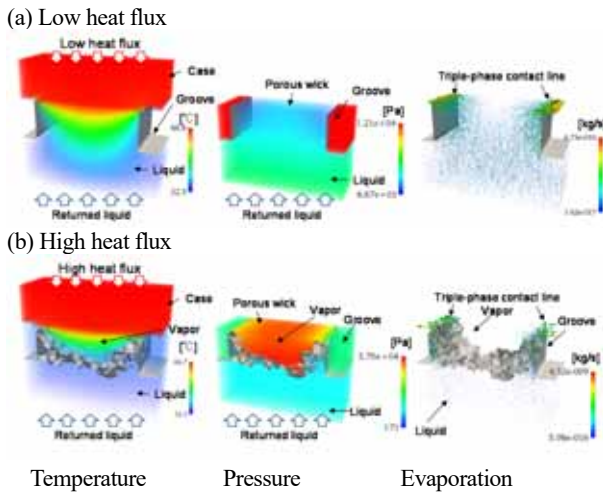 (a) Low heat flux
Low heat flux
Case
Groove
[℃]
Liquid
Returned liquid
Porous wick
Groove
[Pa]
Liquid
Returned liquid
Triple-phase contact line
[kg/s]
(b) High heat flux
High heat flux
Case
Vapor
[℃]
Liquid
Returned liquid
Porous wick
Vapor
Groove
[Pa]
Liquid
Returned liquid
Triple-phase contact line
Vapor
Groove
[kg/s]
Liquid
Temperature Pressure Evaporation